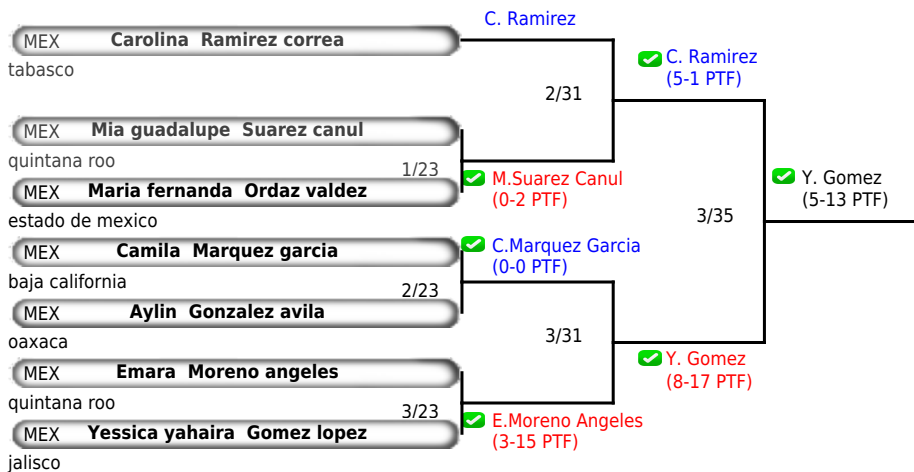 C. Ramirez
MEX Carolina Ramirez correa
tabasco
C. Ramirez
(5-1 PTF)
2/31
MEX Mia guadalupe Suarez canul
quintana roo
1/23
M.Suarez Canul
(0-2 PTF)
MEX Maria fernanda Ordaz valdez
estado de mexico
Y. Gomez
(5-13 PTF)
3/35
MEX Camila Marquez garcia
baja california
C.Marquez Garcia
(0-0 PTF)
2/23
MEX Aylin Gonzalez avila
oaxaca
3/31
MEX Emara Moreno angeles
quintana roo
Y. Gomez
(8-17 PTF)
3/23
E.Moreno Angeles
(3-15 PTF)
MEX Yessica yahaira Gomez lopez
jalisco